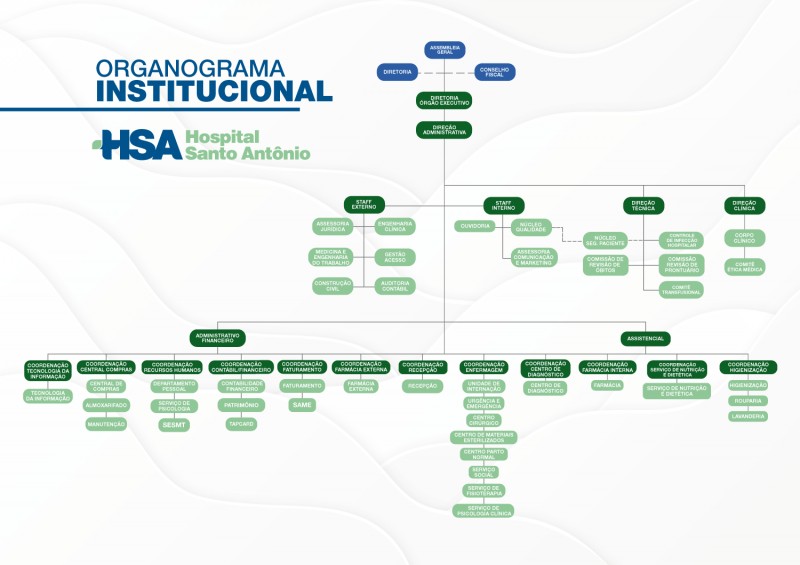 ORGANOGRAMA
INSTITUCIONAL
HSA Hospital
Santo Antônio
ASSEMBLEIA
GERAL
DIRETORIA
CONSELHO
FISCAL
DIRETORIA
ÓRGÃO EXECUTIVO
DIREÇÃO
ADMINISTRATIVA
STAFF
EXTERNO
STAFF
INTERNO
DIREÇÃO
TÉCNICA
DIREÇÃO
CLÍNICA
ASSESSORIA
JURÍDICA
ENGENHARIA
CLÍNICA
MEDICINA E
ENGENHARIA
DO TRABALHO
GESTÃO
ACESSO
CONSTRUÇÃO
CIVIL
AUDITORIA
CONTÁBIL
OUVIDORIA
NÚCLEO
QUALIDADE
ASSESSORIA
COMUNICAÇÃO
E MARKETING
NÚCLEO
SEG. PACIENTE
CONTROLE
DE INFECÇÃO
HOSPITALAR
COMISSÃO DE
REVISÃO DE
ÓBITOS
COMISSÃO
REVISÃO DE
PRONTUÁRIO
COMITÊ
TRANSFUSIONAL
CORPO
CLÍNICO
COMITÊ
ÉTICA MÉDICA
ADMINISTRATIVO
FINANCEIRO
ASSISTENCIAL
COORDENAÇÃO
TECNOLOGIA DA
INFORMAÇÃO
TECNOLOGIA
DA INFORMAÇÃO
COORDENAÇÃO
CENTRAL COMPRAS
CENTRAL DE
COMPRAS
ALMOXARIFADO
MANUTENÇÃO
COORDENAÇÃO
RECURSOS HUMANOS
DEPARTAMENTO
PESSOAL
SERVIÇO DE
PSICOLOGIA
SESMT
COORDENAÇÃO
CONTÁBIL/FINANCEIRO
CONTABILIDADE
FINANCEIRO
PATRIMÔNIO
TAPCARD
COORDENAÇÃO
FATURAMENTO
FATURAMENTO
SAME
COORDENAÇÃO
FARMÁCIA EXTERNA
FARMÁCIA
EXTERNA
COORDENAÇÃO
RECEPÇÃO
RECEPÇÃO
COORDENAÇÃO
ENFERMAGEM
UNIDADE DE
INTERNAÇÃO
URGÊNCIA E
EMERGÊNCIA
CENTRO
CIRÚRGICO
CENTRO DE MATERIAIS
ESTERILIZADOS
CENTRO PARTO
NORMAL
SERVIÇO
SOCIAL
SERVIÇO DE
FISIOTERAPIA
SERVIÇO DE
PSICOLOGIA CLÍNICA
COORDENAÇÃO
CENTRO DE
DIAGNÓSTICO
CENTRO DE
DIAGNÓSTICO
COORDENAÇÃO
FARMÁCIA INTERNA
FARMÁCIA
COORDENAÇÃO
SERVIÇO DE NUTRIÇÃO
E DIETÉTICA
SERVIÇO DE NUTRIÇÃO
E DIETÉTICA
COORDENAÇÃO
HIGIENIZAÇÃO
HIGIENIZAÇÃO
ROUPARIA
LAVANDERIA